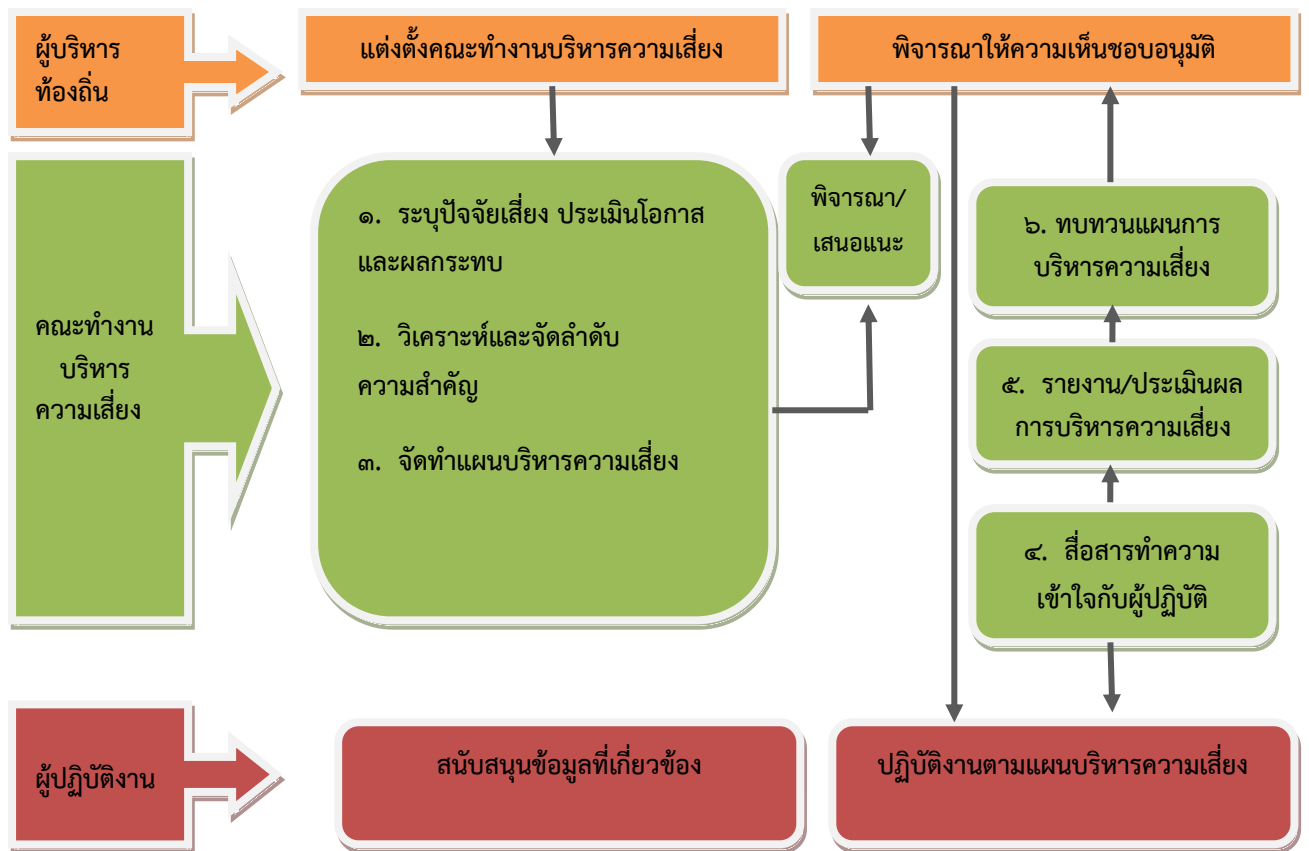 ผู้บริหาร
ท้องถิ่น
แต่งตั้งคณะทำงานบริหารความเสี่ยง
พิจารณาให้ความเห็นชอบอนุมัติ
คณะทำงาน
บริหาร
ความเสี่ยง
๑. ระบุปัจจัยเสี่ยง ประเมินโอกาส
และผลกระทบ
๒. วิเคราะห์และจัดลำดับ
ความสำคัญ
๓. จัดทำแผนบริหารความเสี่ยง
พิจารณา/
เสนอแนะ
๖. ทบทวนแผนการ
บริหารความเสี่ยง
๕. รายงาน/ประเมินผล
การบริหารความเสี่ยง
๔. สื่อสารทำความ
เข้าใจกับผู้ปฏิบัติ
ผู้ปฏิบัติงาน
สนับสนุนข้อมูลที่เกี่ยวข้อง
ปฏิบัติงานตามแผนบริหารความเสี่ยง